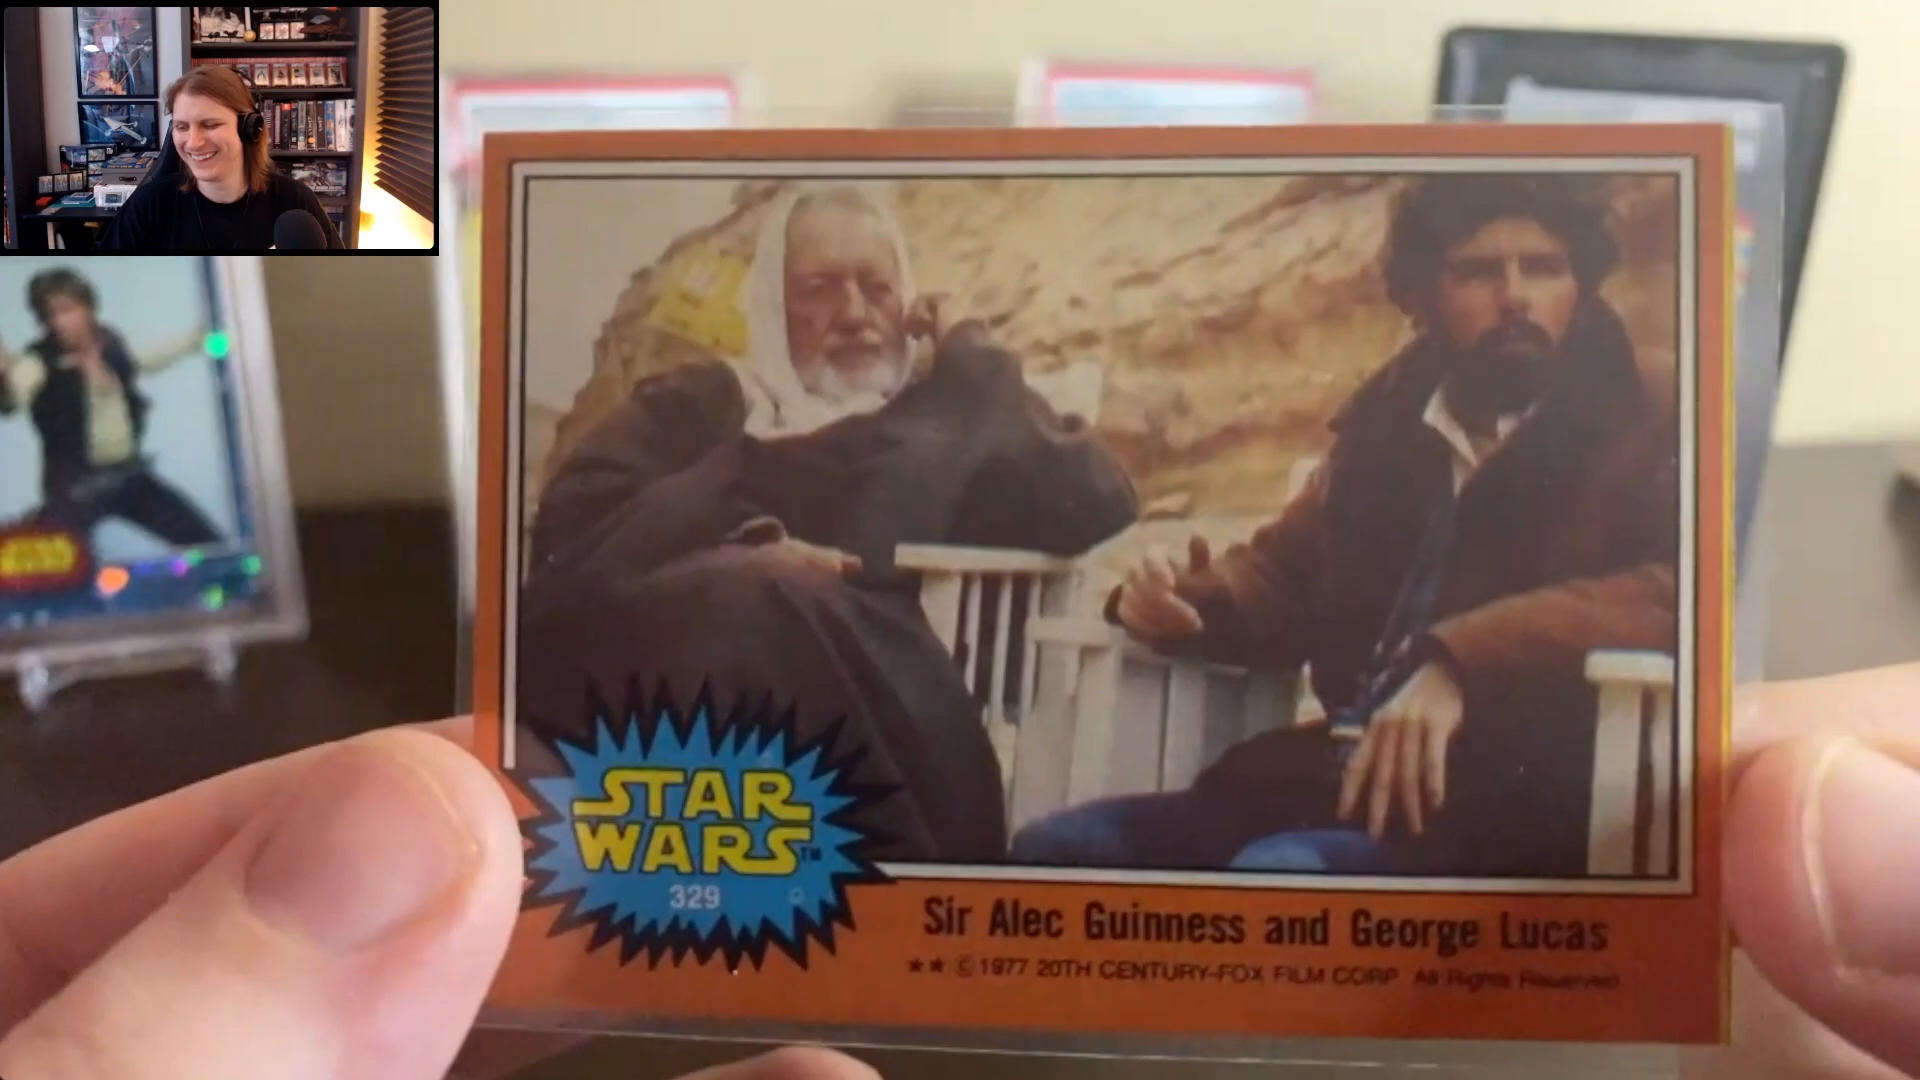 STAR
WARS™
329
Sir Alec Guinness and George Lucas
★★ ©1977 20TH CENTURY-FOX FILM CORP All Rights Reserved